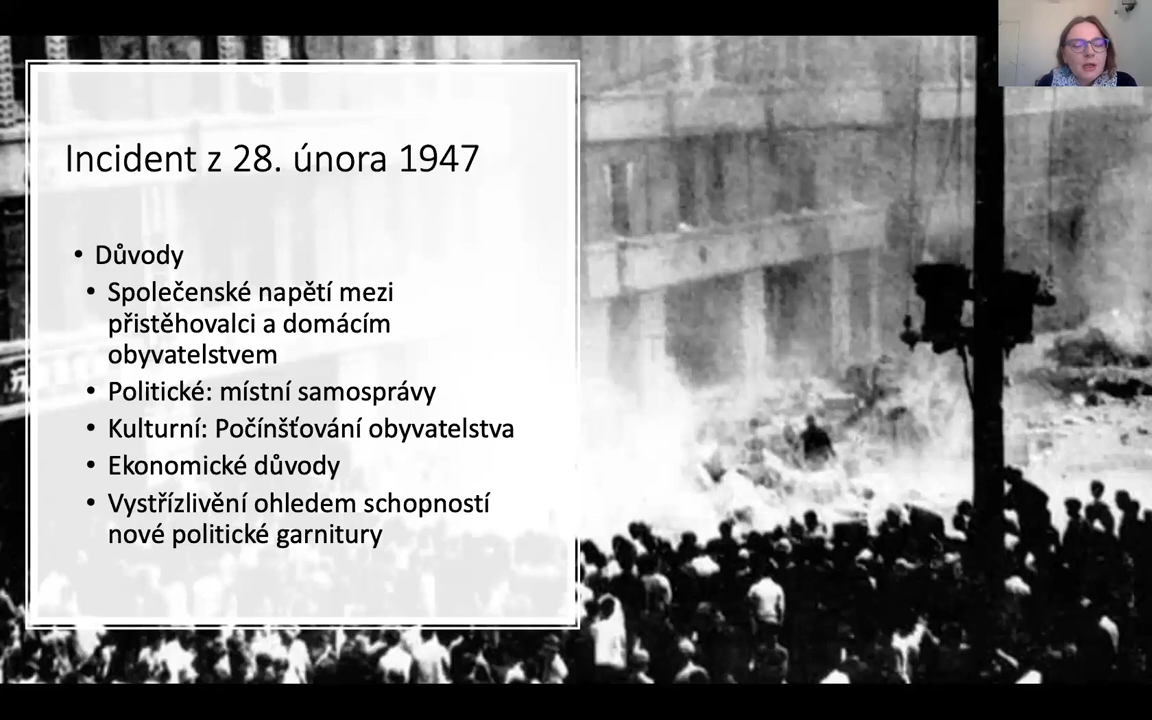 Incident z 28. února 1947
• Důvody
• Společenské napětí mezi
přistěhovalci a domácím
obyvatelstvem
• Politické: místní samosprávy
• Kulturní: Počínšťování obyvatelstva
• Ekonomické důvody
• Vystřízlivění ohledem schopností
nové politické garnitury